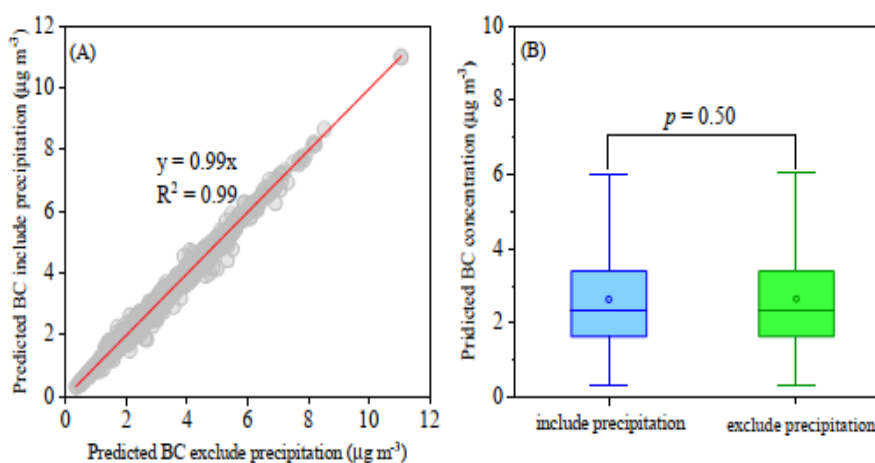 (A)
Predicted BC include precipitation (μg m⁻³)
12
10
8
6
4
2
0
y = 0.99x
R² = 0.99
0 2 4 6 8 10 12
Predicted BC exclude precipitation (μg m⁻³)
(B)
Pridicted BC concentration (μg m⁻³)
10
8
6
4
2
0
p = 0.50
include precipitation exclude precipitation